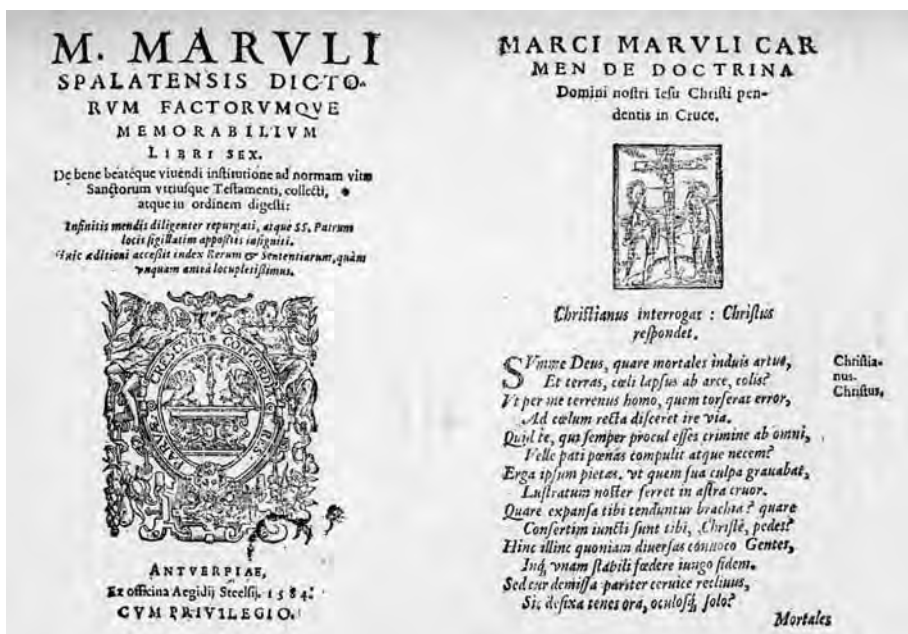 M. MARVLI
SPALATENSIS DICTO-
RVM FACTORVMQVE
MEMORABILIVM
LIBRI SEX.
De bene beatéque viuendi institutione ad normam vitæ
Sanctorum vtriusque Testamenti, collecti,
atque in ordinem digesti:
Infinitis mendis diligenter repurgati, atque SS. Patrum
locis sigillatim appositis insigniti.
Huic æditioni accessit index Rerum & Sententiarum, quàm
vnquam anteà locupletissimus.
PARVAE CRESCVNT CONCORDIA RES
ANTVERPIAE,
Ex officina Aegidij Steelsij. 1584.
CVM PRIVILEGIO.
MARCI MARVLI CAR
MEN DE DOCTRINA
Domini nostri Iesu Christi pen-
dentis in Cruce.
Christianus interrogat : Christus
respondet.
SVmme Deus, quare mortales induis artus,
Et terras, cœli lapsus ab arce, colis?
Vt per me terrenus homo, quem torserat error,
Ad cœlum recta disceret ire via.
Quid te, qui semper procul esses crimine ab omni,
Velle pati pœnas compulit atque necem?
Erga ipsum pietas. vt quem sua culpa grauabat,
Lustratum noster ferret in astra cruor.
Quare expansa tibi tenduntur brachia? quare
Consertim iuncti sunt tibi, Christe, pedes?
Hinc illinc quoniam diuersas conuoco Gentes,
Inq, vnam stabili fœdere iungo fidem.
Sed cur demissa pariter ceruice reclinus,
Sic defixa tenes ora, oculosq, solo?
Mortales
Christia-
nus.
Christus,